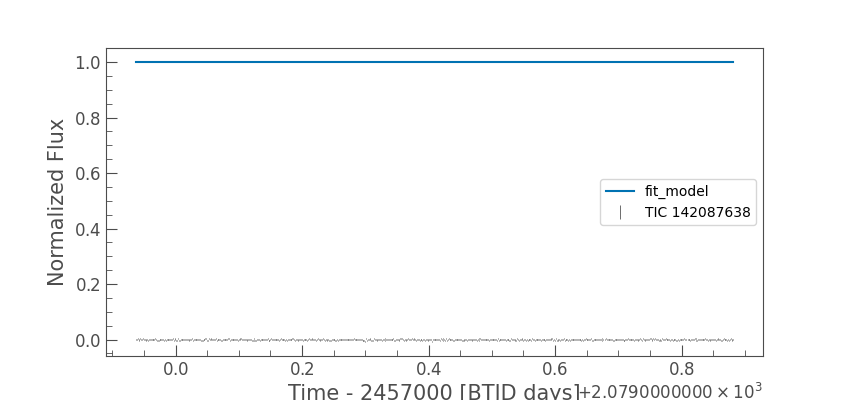 1.0
0.8
0.6
0.4
0.2
0.0
Normalized Flux
fit_model
TIC 142087638
0.0 0.2 0.4 0.6 0.8
Time - 2457000 [BTJD days]
+2.0790000000 × 10³